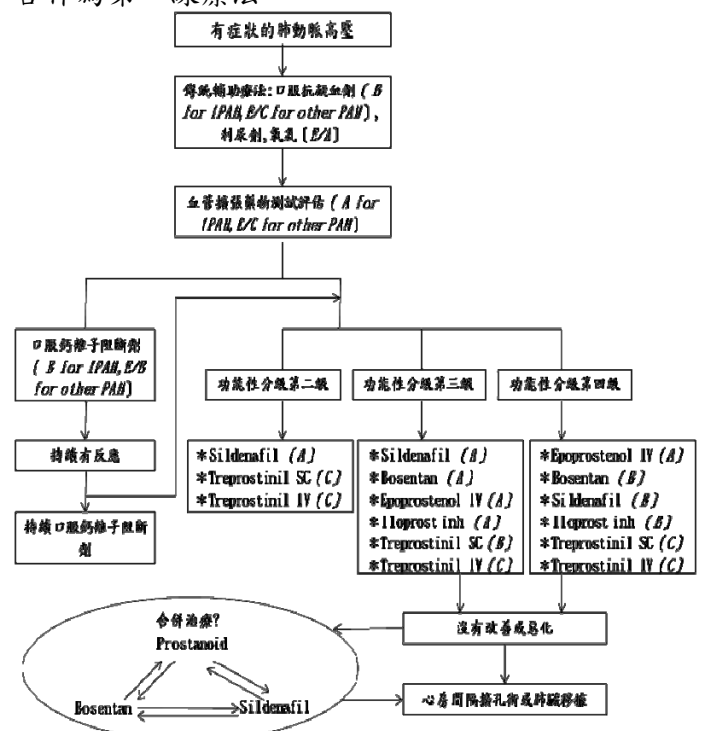 合併為第一線療法
有症狀的肺動脈高壓
傳統輔助療法:口服抗凝血劑 ( B
for IPAH, E/C for other PAH),
利尿劑,氧氣 [E/A]
血管擴張藥物測試評估 ( A for
IPAH, E/C for other PAH)
口服鈣離子阻斷劑
( B for IPAH, E/B
for other PAH)
持續有反應
持續口服鈣離子阻斷
劑
功能性分級第二級
*Sildenafil (A)
*Treprostinil SC (C)
*Treprostinil IV (C)
功能性分級第三級
*Sildenafil (A)
*Bosentan (A)
*Epoprostenol IV (A)
*Iloprost inh (A)
*Treprostinil SC (B)
*Treprostinil IV (C)
功能性分級第四級
*Epoprostenol IV (A)
*Bosentan (B)
*Sildenafil (B)
*Iloprost inh (B)
*Treprostinil SC (C)
*Treprostinil IV (C)
沒有改善或惡化
心房間隔擴孔術或肺臟移植
合併治療?
Prostanoid
Bosentan
Sildenafil